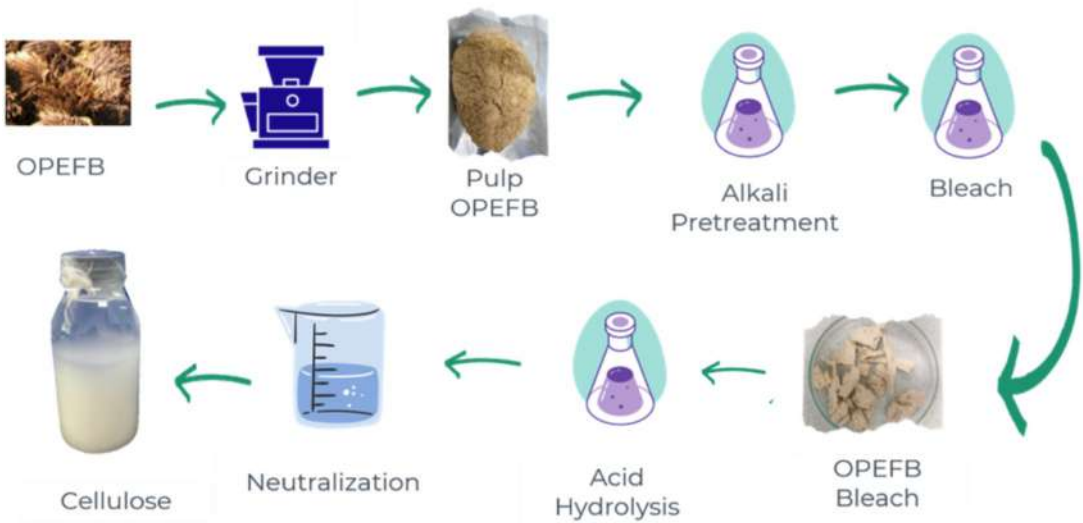 OPEFB
Grinder
Pulp
OPEFB
Alkali
Pretreatment
Bleach
OPEFB
Bleach
Acid
Hydrolysis
Neutralization
Cellulose